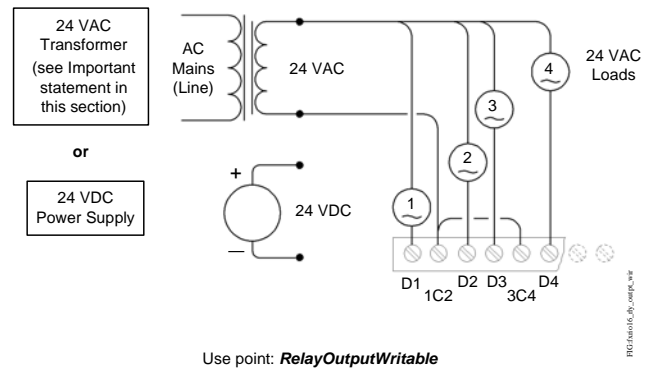 24 VAC
Transformer
(see Important
statement in
this section)
or
24 VDC
Power Supply
AC
Mains
(Line)
24 VAC
+
24 VDC
—
1
2
3
4
24 VAC
Loads
D1
1C2
D2
D3
3C4
D4
Use point: RelayOutputWritable